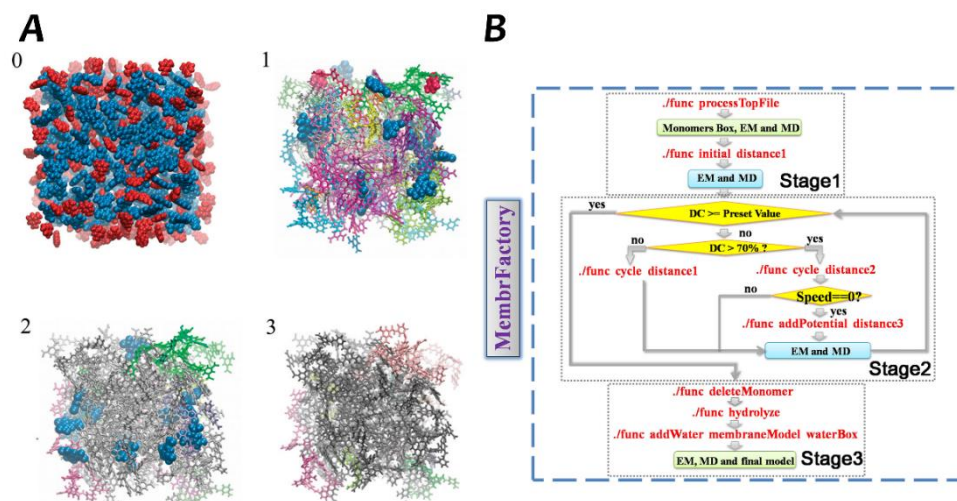 A
0
1
2
3
B
MembrFactory
./func processTopFile
Monomers Box, EM and MD
./func initial distance1
EM and MD
Stage1
yes
DC >= Preset Value
no
no
DC > 70% ?
yes
./func cycle distance1
./func cycle distance2
no
Speed==0?
yes
./func addPotential distance3
EM and MD
Stage2
./func deleteMonomer
./func hydrolyze
./func addWater membraneModel waterBox
EM, MD and final model
Stage3